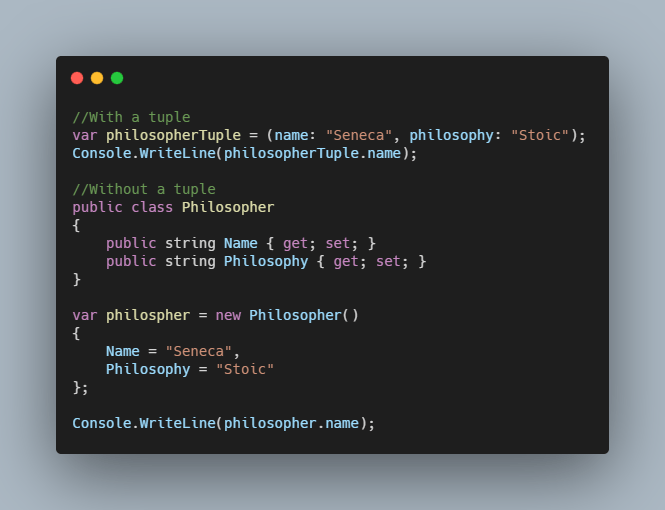 //With a tuple
var philosopherTuple = (name: "Seneca", philosophy: "Stoic");
Console.WriteLine(philosopherTuple.name);

//Without a tuple
public class Philosopher
{
    public string Name { get; set; }
    public string Philosophy { get; set; }
}

var philospher = new Philosopher()
{
    Name = "Seneca",
    Philosophy = "Stoic"
};

Console.WriteLine(philosopher.name);